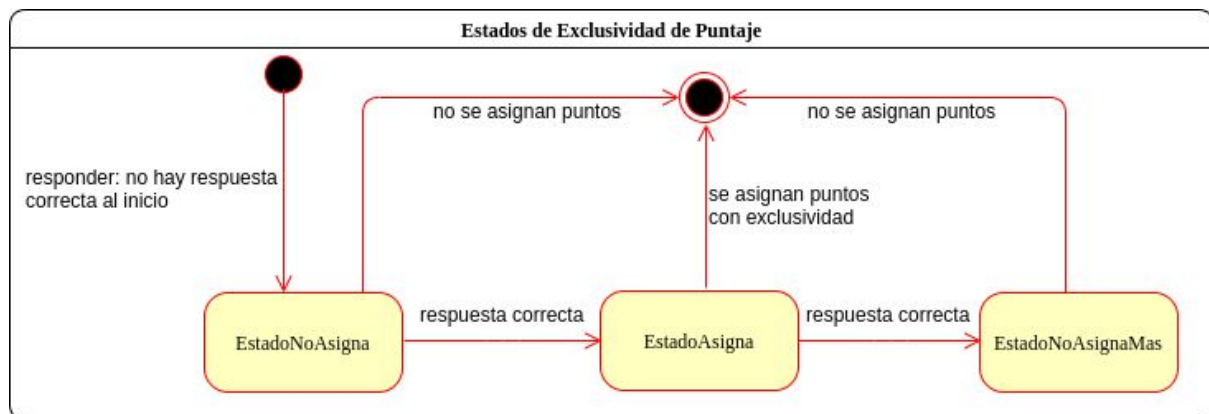 Estados de Exclusividad de Puntaje
no se asignan puntos
no se asignan puntos
responder: no hay respuesta
correcta al inicio
se asignan puntos
con exclusividad
respuesta correcta
respuesta correcta
EstadoNoAsigna
EstadoAsigna
EstadoNoAsignaMas